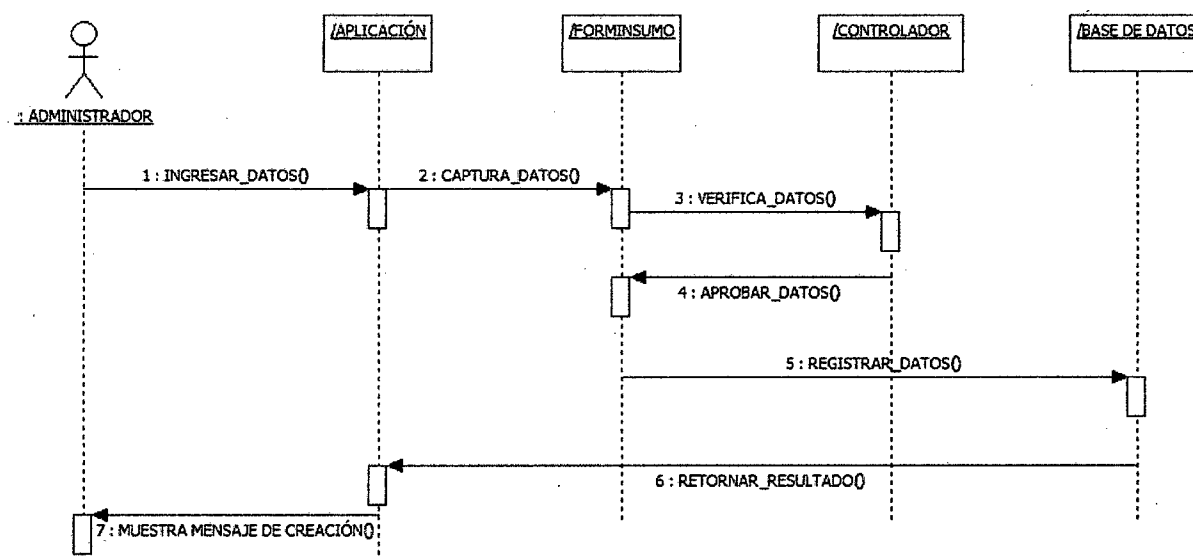 /APLICACIÓN
/FORMINSUMO
/CONTROLADOR
/BASE DE DATOS
: ADMINISTRADOR
1 : INGRESAR_DATOS()
2 : CAPTURA_DATOS()
3 : VERIFICA_DATOS()
4 : APROBAR_DATOS()
5 : REGISTRAR_DATOS()
6 : RETORNAR_RESULTADO()
7 : MUESTRA MENSAJE DE CREACIÓN()